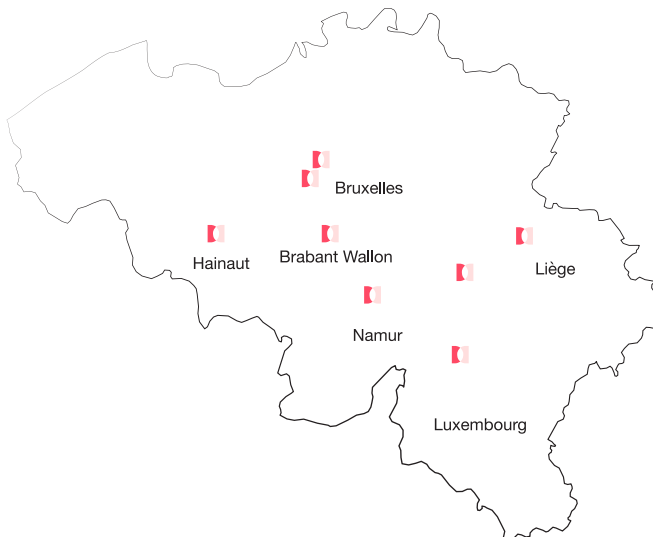 Bruxelles
Hainaut
Brabant Wallon
Liège
Namur
Luxembourg